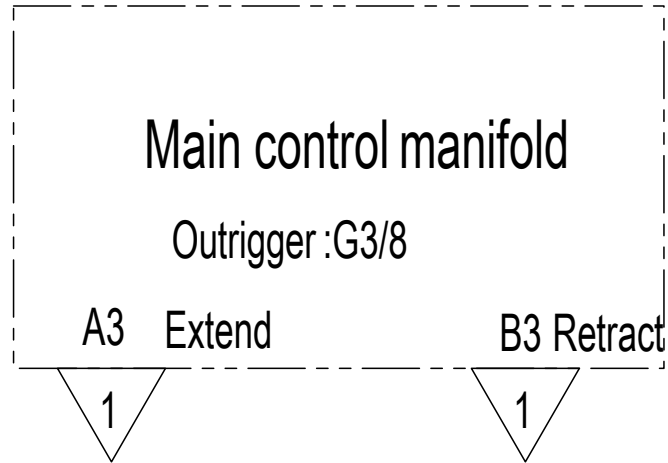 Main control manifold
Outrigger :G3/8
A3 Extend B3 Retract
1 1